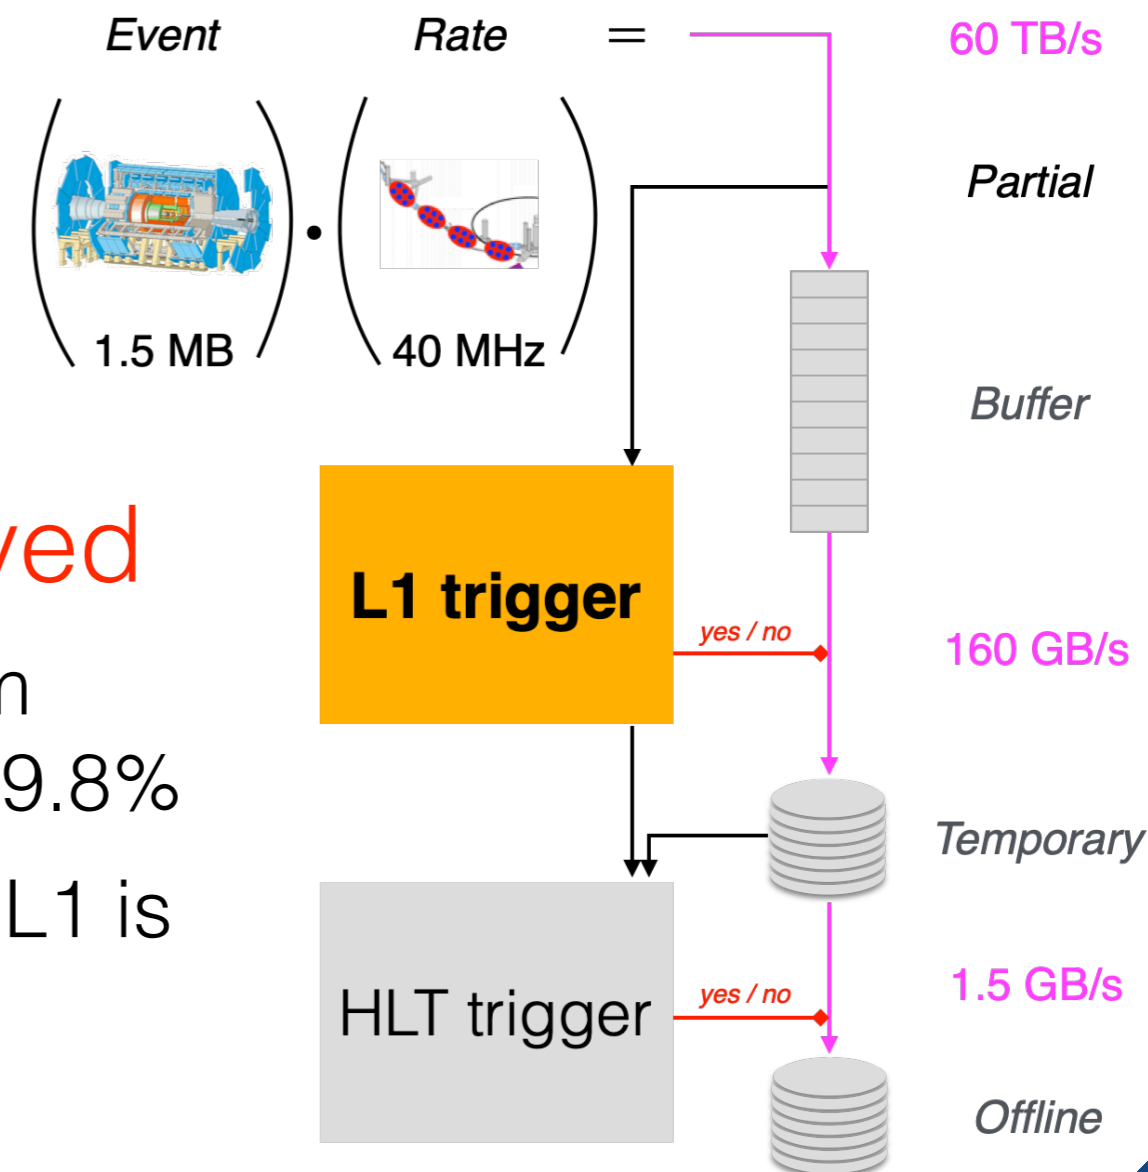 Event Rate = 60 TB/s
Partial
1.5 MB · 40 MHz
Buffer
ved
L1 trigger
yes / no
160 GB/s
m
9.8%
Temporary
L1 is
HLT trigger
yes / no
1.5 GB/s
Offline